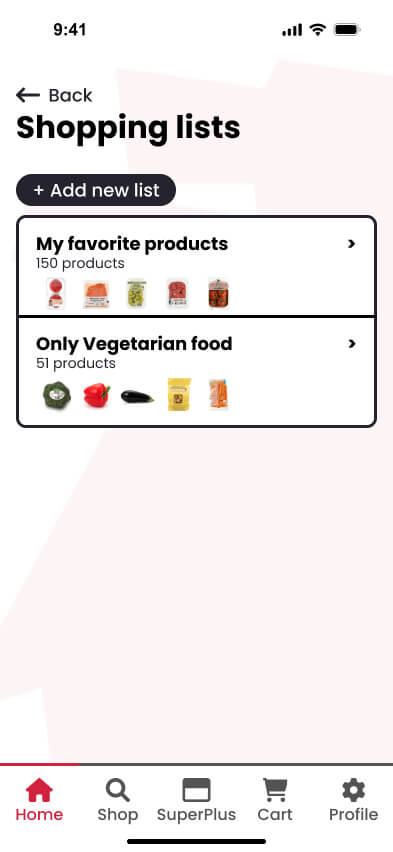 9:41
Back
Shopping lists
+ Add new list
My favorite products
150 products
Only Vegetarian food
51 products
Home Shop SuperPlus Cart Profile